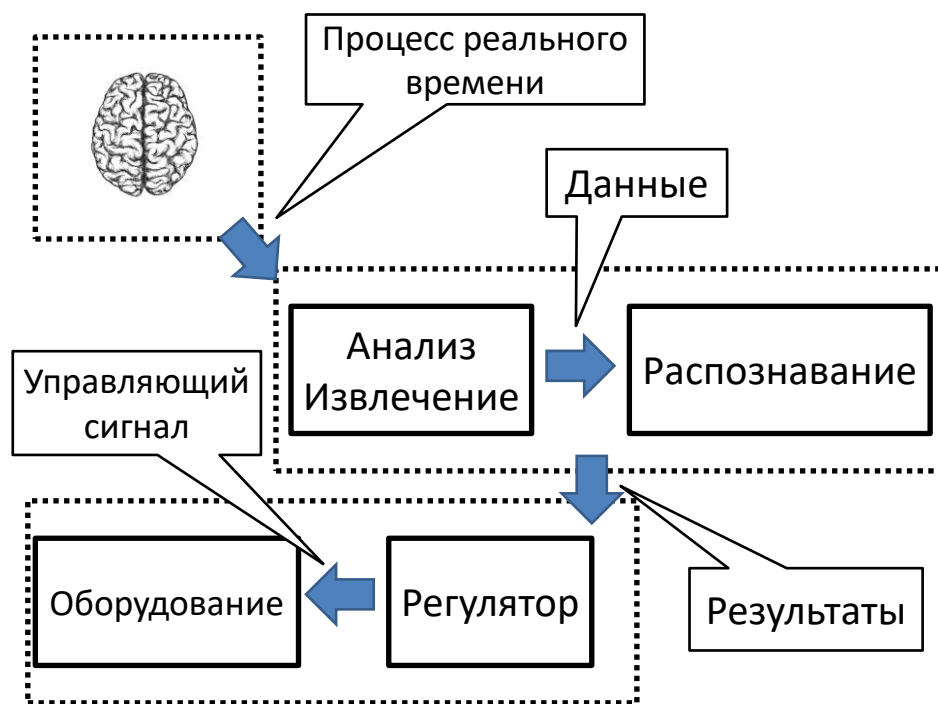 Процесс реального
времени
Данные
Анализ
Извлечение
Распознавание
Управляющий
сигнал
Оборудование
Регулятор
Результаты